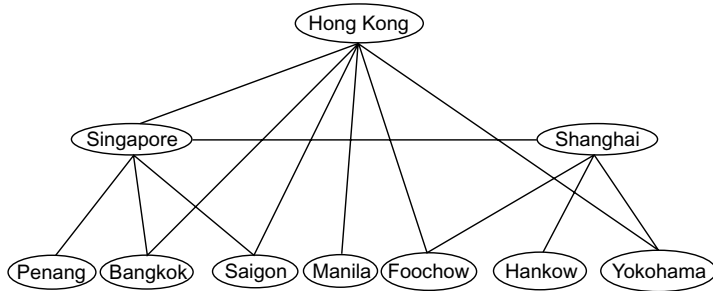 Hong Kong
Singapore
Shanghai
Penang
Bangkok
Saigon
Manila
Foochow
Hankow
Yokohama